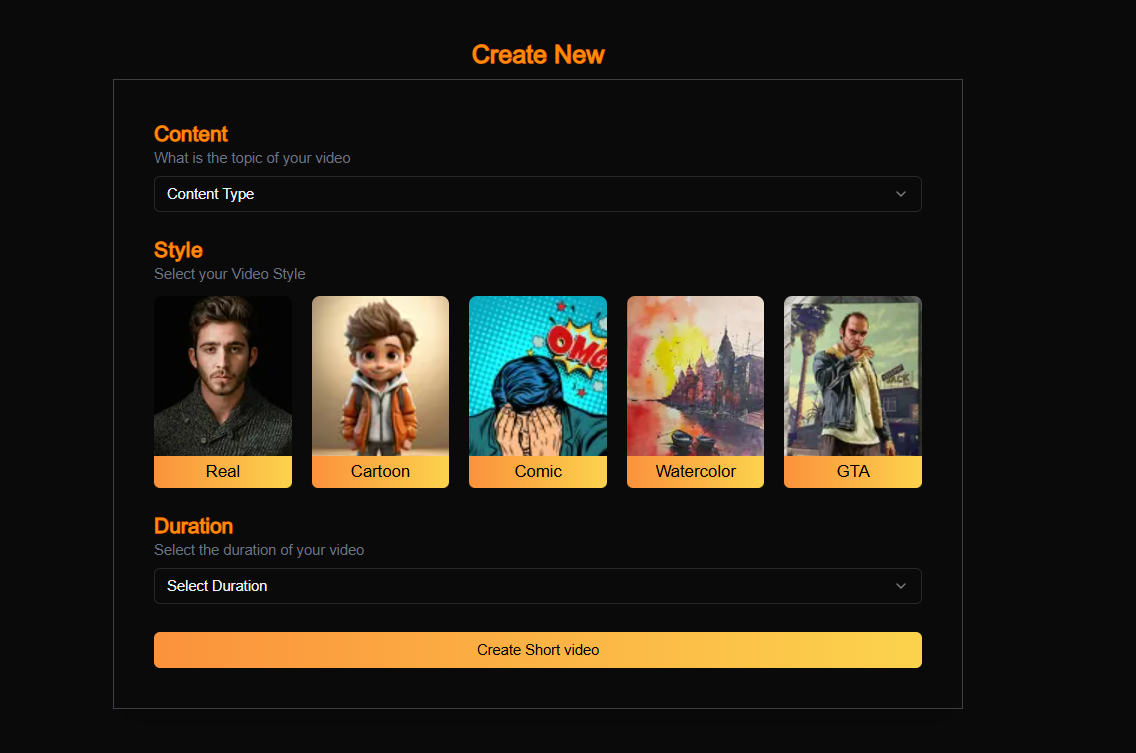 Create New
Content
What is the topic of your video
Content Type
Style
Select your Video Style
OMG
Real
Cartoon
Comic
Watercolor
GTA
Duration
Select the duration of your video
Select Duration
Create Short video